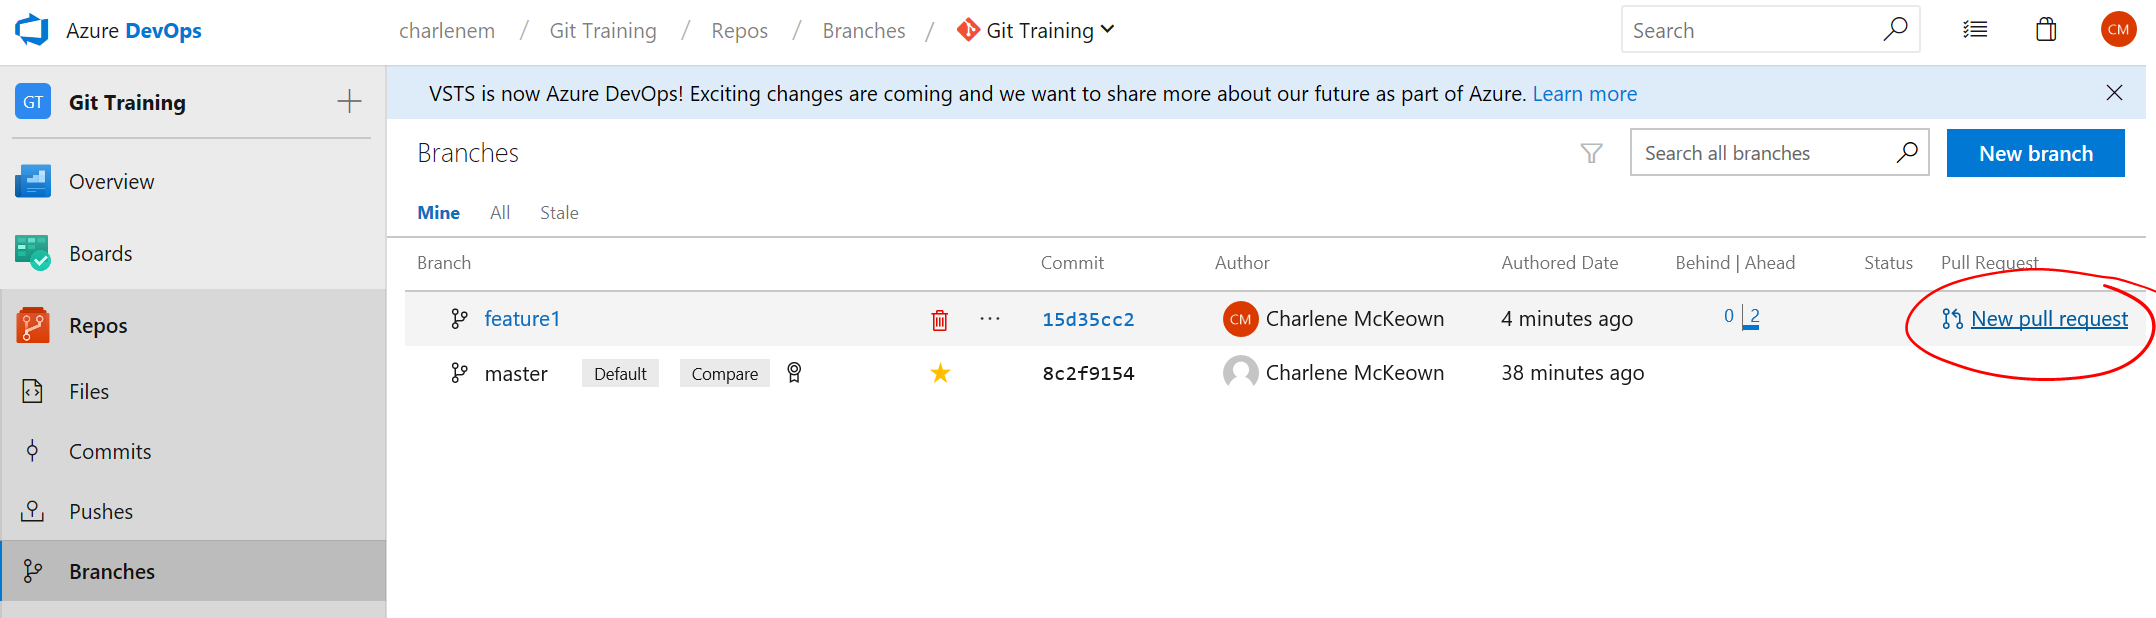 Azure DevOps
charlenem / Git Training / Repos / Branches / Git Training
Search
CM
GT Git Training
VSTS is now Azure DevOps! Exciting changes are coming and we want to share more about our future as part of Azure. Learn more
Overview
Boards
Repos
Files
Commits
Pushes
Branches
Branches
Search all branches
New branch
Mine All Stale
Branch Commit Author Authored Date Behind | Ahead Status Pull Request
feature1 ... 15d35cc2 CM Charlene McKeown 4 minutes ago 0 2 New pull request
master Default Compare 8c2f9154 Charlene McKeown 38 minutes ago